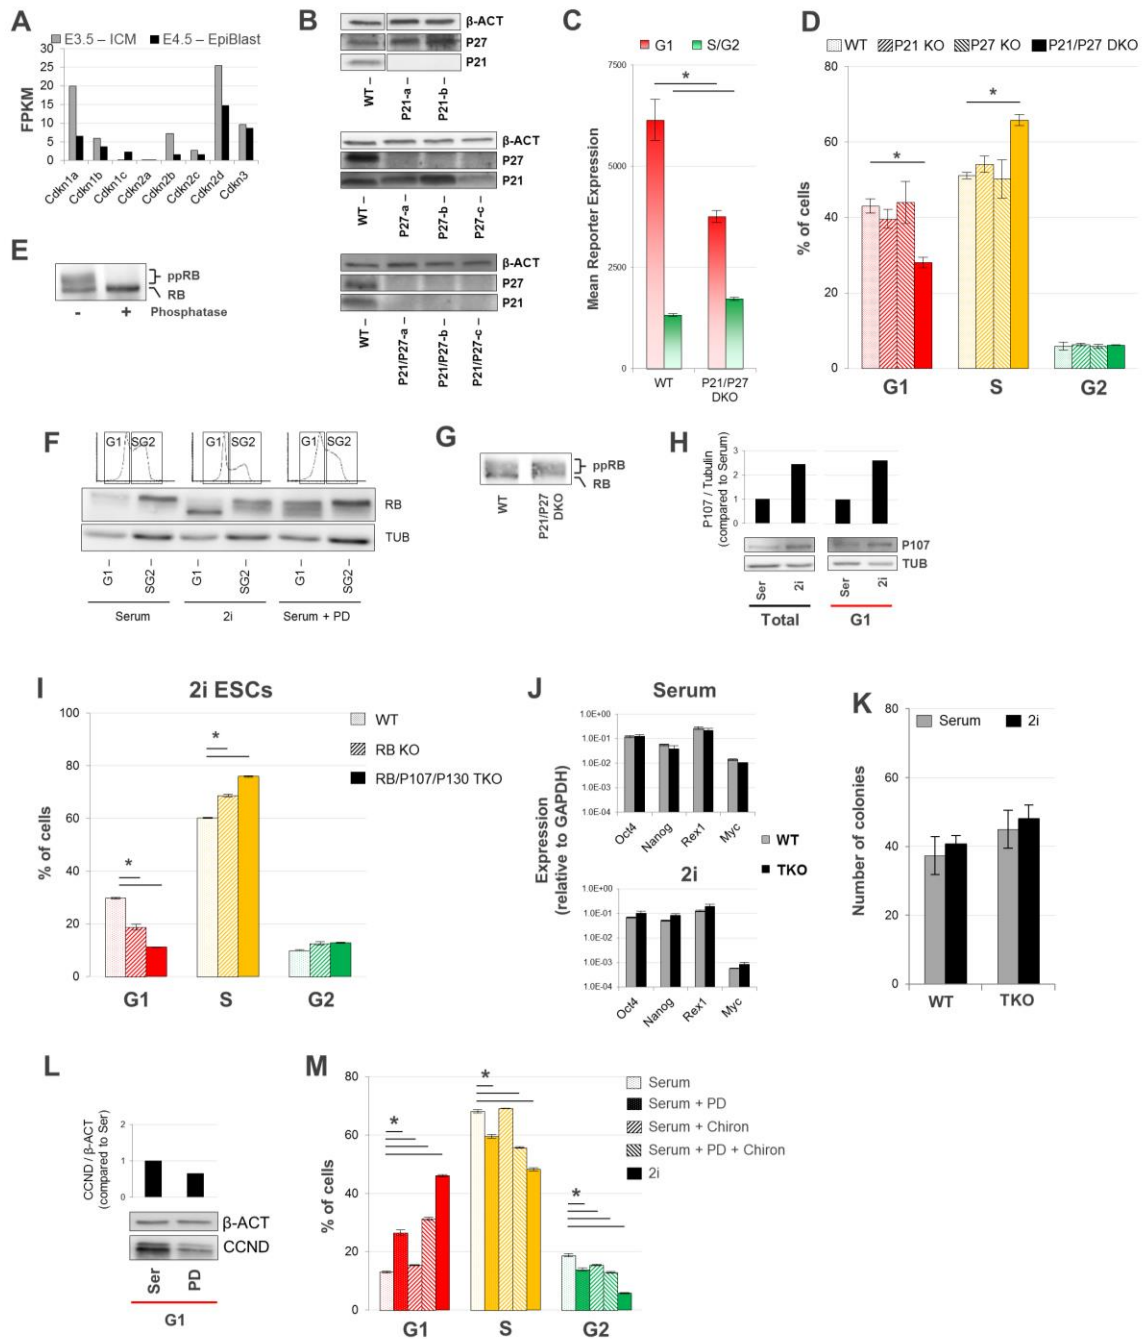 A
E3.5 – ICM E4.5 – EpiBlast
FPKM
30
25
20
15
10
5
0
Cdkn1a
Cdkn1b
Cdkn1c
Cdkn2a
Cdkn2b
Cdkn2c
Cdkn2d
Cdkn3
B
β-ACT
P27
P21
WT –
P21-a –
P21-b –
β-ACT
P27
P21
WT –
P27-a –
P27-b –
P27-c –
β-ACT
P27
P21
WT –
P21/P27-a –
P21/P27-b –
P21/P27-c –
C
G1 S/G2
Mean Reporter Expression
7500
5000
2500
0
*
WT
P21/P27
DKO
D
WT P21 KO P27 KO P21/P27 DKO
% of cells
80
60
40
20
0
*
*
G1 S G2
E
ppRB
RB
- + Phosphatase
F
G1 SG2 G1 SG2 G1 SG2
RB
TUB
G1 –
SG2 –
G1 –
SG2 –
G1 –
SG2 –
Serum 2i Serum + PD
G
ppRB
RB
WT
P21/P27
DKO
H
P107 / Tubulin
(compared to Serum)
3
2
1
0
P107
TUB
Ser
2i
Ser
2i
Total G1
I
2i ESCs
% of cells
100
80
60
40
20
0
*
*
WT
RB KO
RB/P107/P130 TKO
G1 S G2
J
Serum
Expression
(relative to GAPDH)
1.0E+00
1.0E-01
1.0E-02
1.0E-03
1.0E-04
Oct4
Nanog
Rex1
Myc
WT
TKO
2i
1.0E+00
1.0E-01
1.0E-02
1.0E-03
1.0E-04
Oct4
Nanog
Rex1
Myc
K
Serum 2i
Number of colonies
80
60
40
20
0
WT TKO
L
CCND / β-ACT
(compared to Ser)
2
1
0
β-ACT
CCND
Ser
PD
G1
M
% of cells
80
60
40
20
0
*
*
*
Serum
Serum + PD
Serum + Chiron
Serum + PD + Chiron
2i
G1 S G2